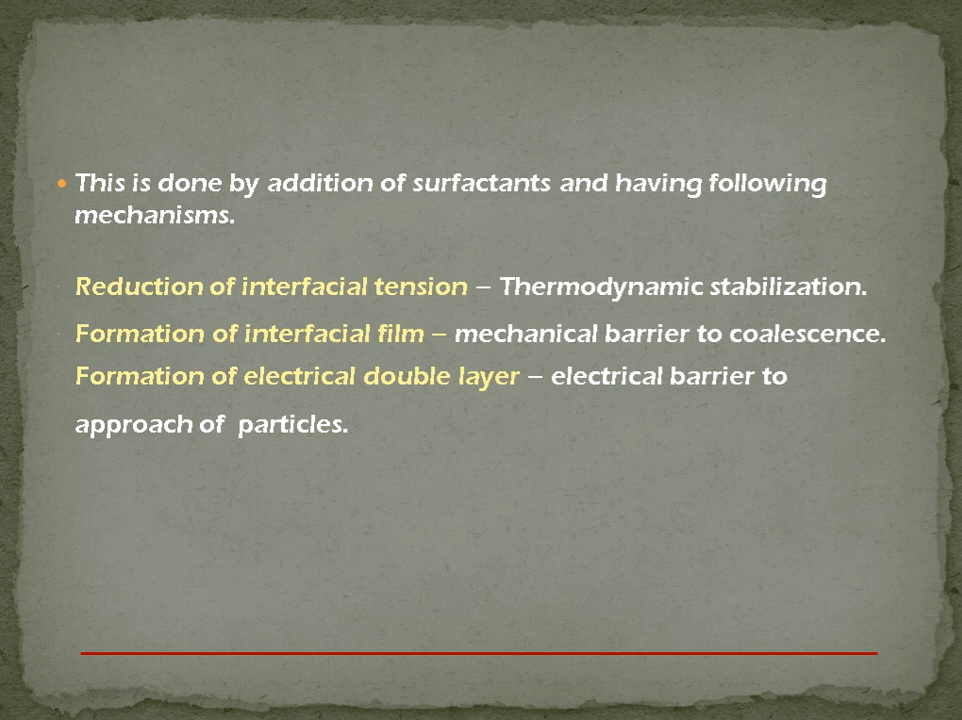 • This is done by addition of surfactants and having following
mechanisms.
Reduction of interfacial tension – Thermodynamic stabilization.
Formation of interfacial film – mechanical barrier to coalescence.
Formation of electrical double layer – electrical barrier to
approach of particles.